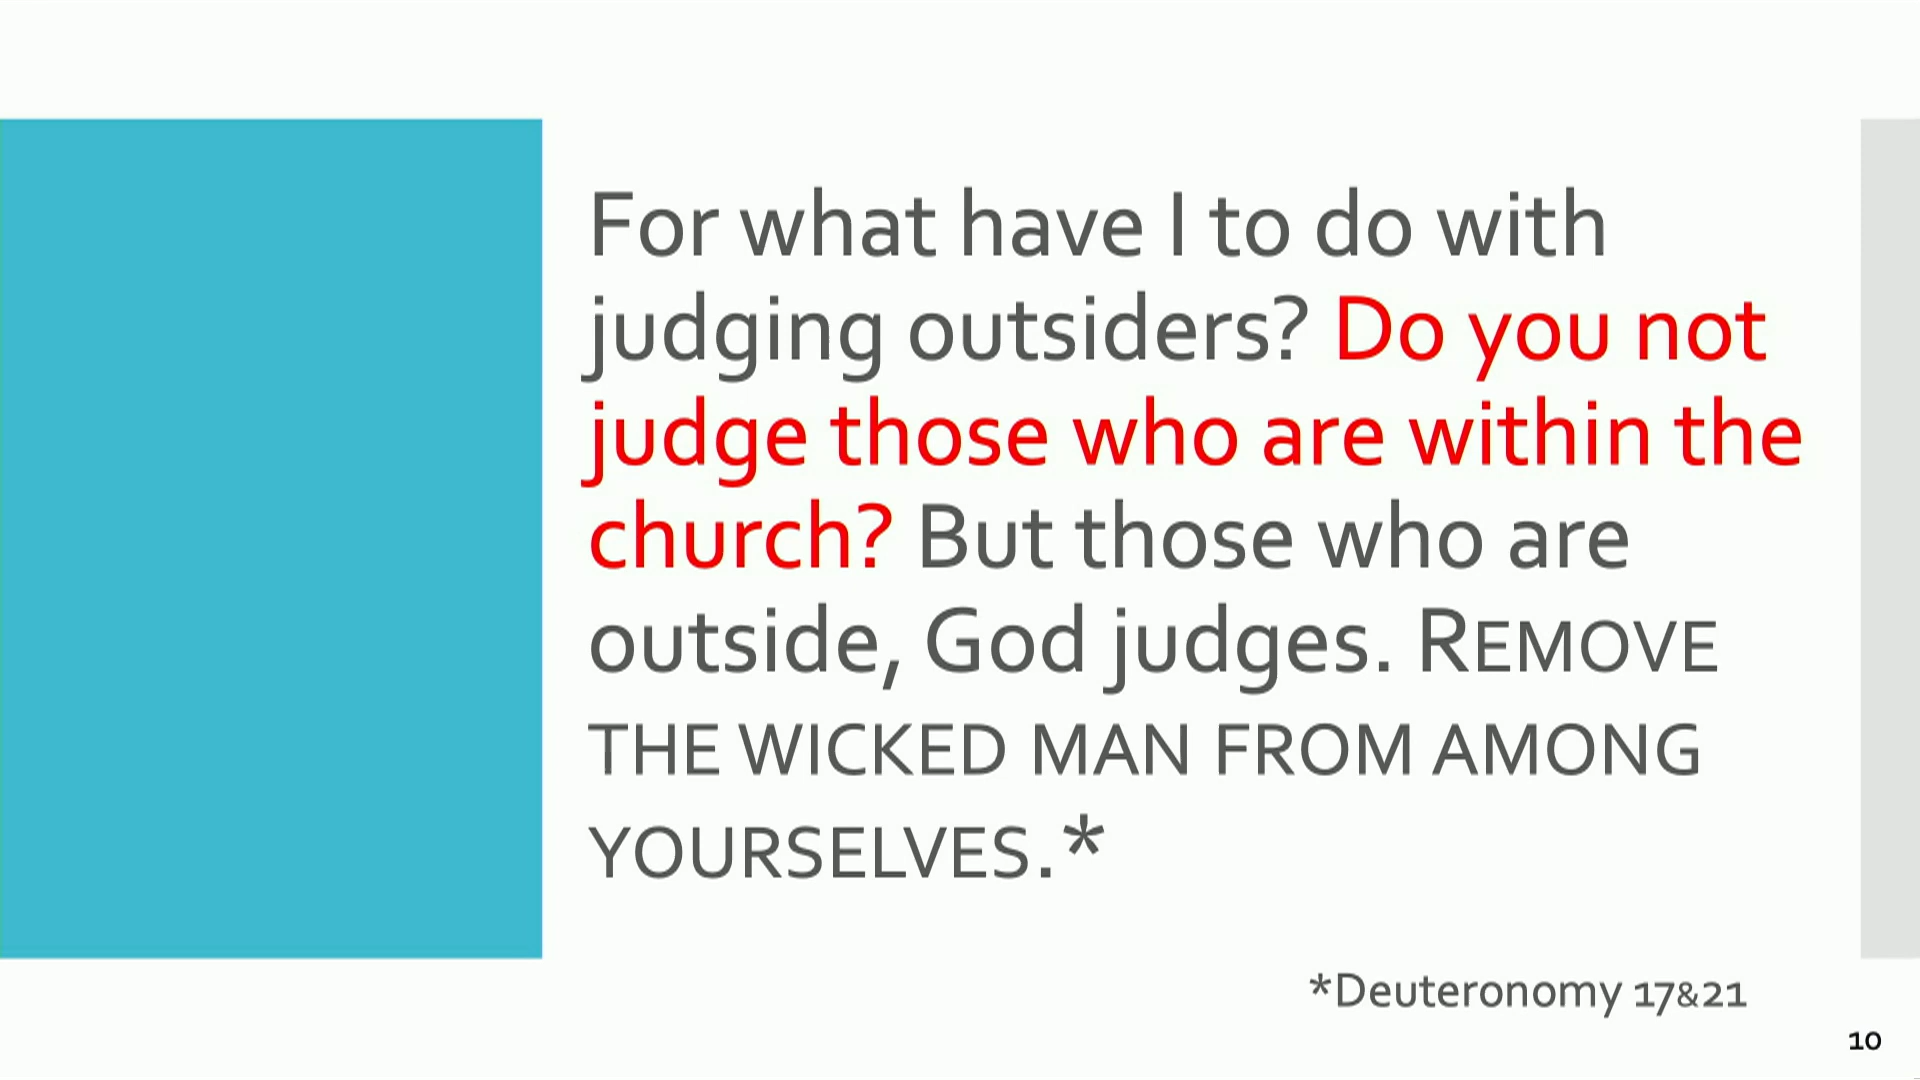 For what have I to do with
judging outsiders? Do you not
judge those who are within the
church? But those who are
outside, God judges. REMOVE
THE WICKED MAN FROM AMONG
YOURSELVES.*
*Deuteronomy 17&21
10